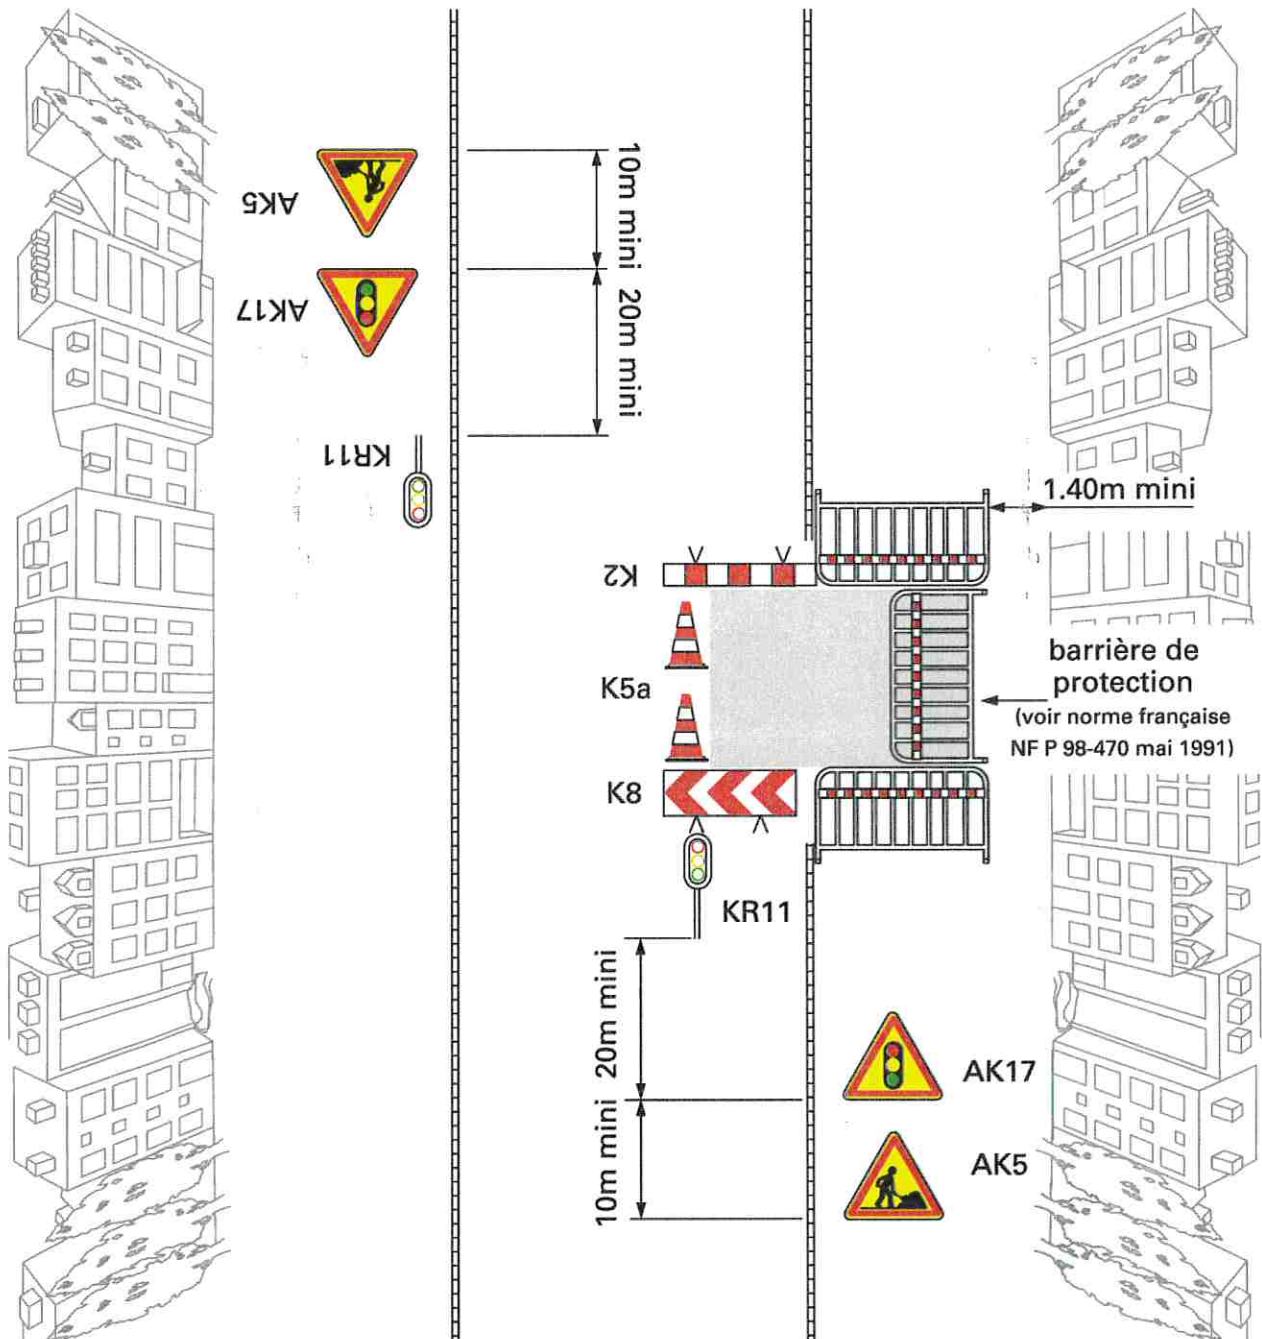 10m mini
AK5
20m mini
AK17
KR11
1.40m mini
K2
barrière de
protection
(voir norme française
NF P 98-470 mai 1991)
K5a
K8
KR11
20m mini
AK17
10m mini
AK5